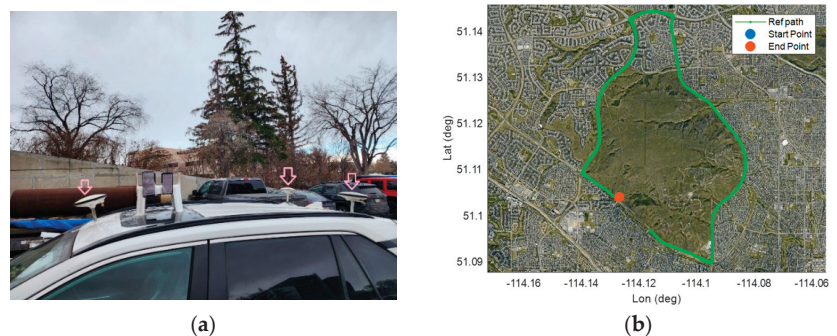 Ref path
Start Point
End Point
51.14
51.13
51.12
51.11
51.1
51.09
Lat (deg)
-114.16
-114.14
-114.12
-114.1
-114.08
-114.06
Lon (deg)
(a)
(b)